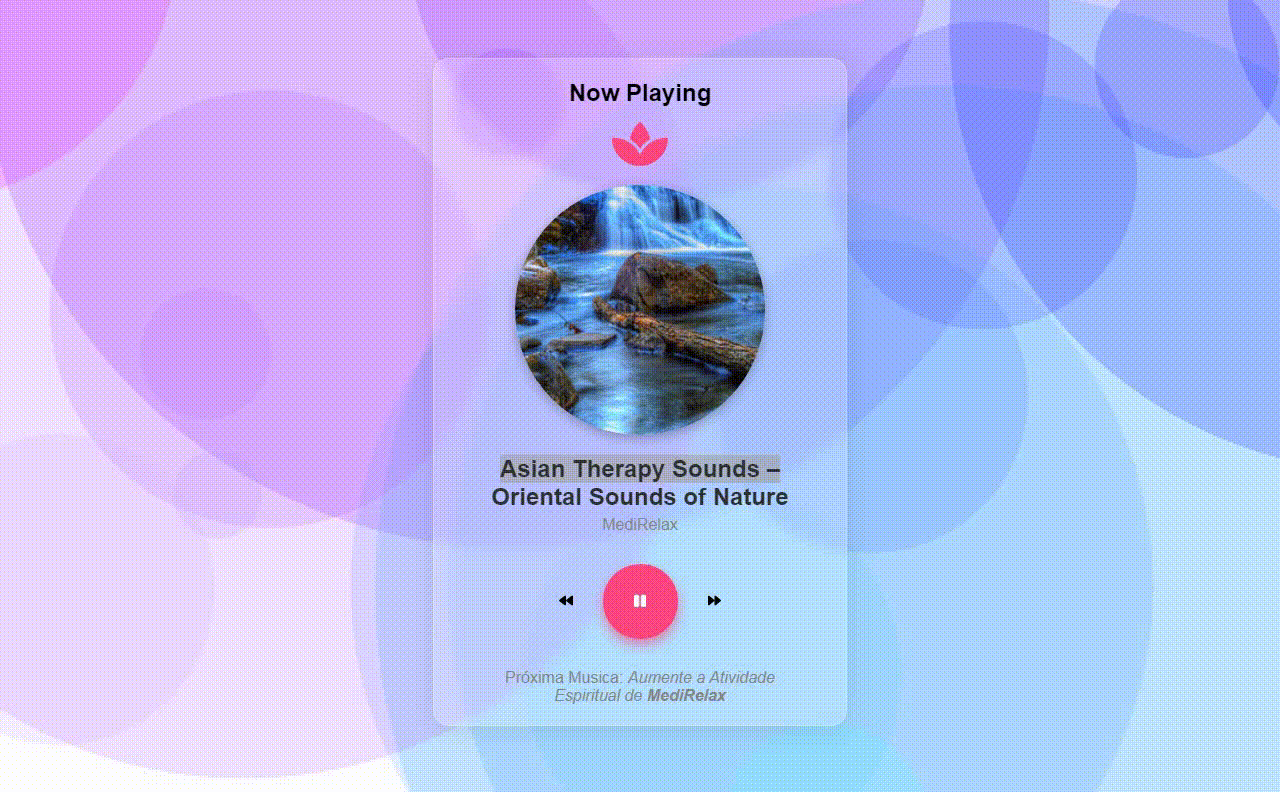 Now Playing
Asian Therapy Sounds –
Oriental Sounds of Nature
MediRelax
Próxima Musica: Aumente a Atividade
Espiritual de MediRelax